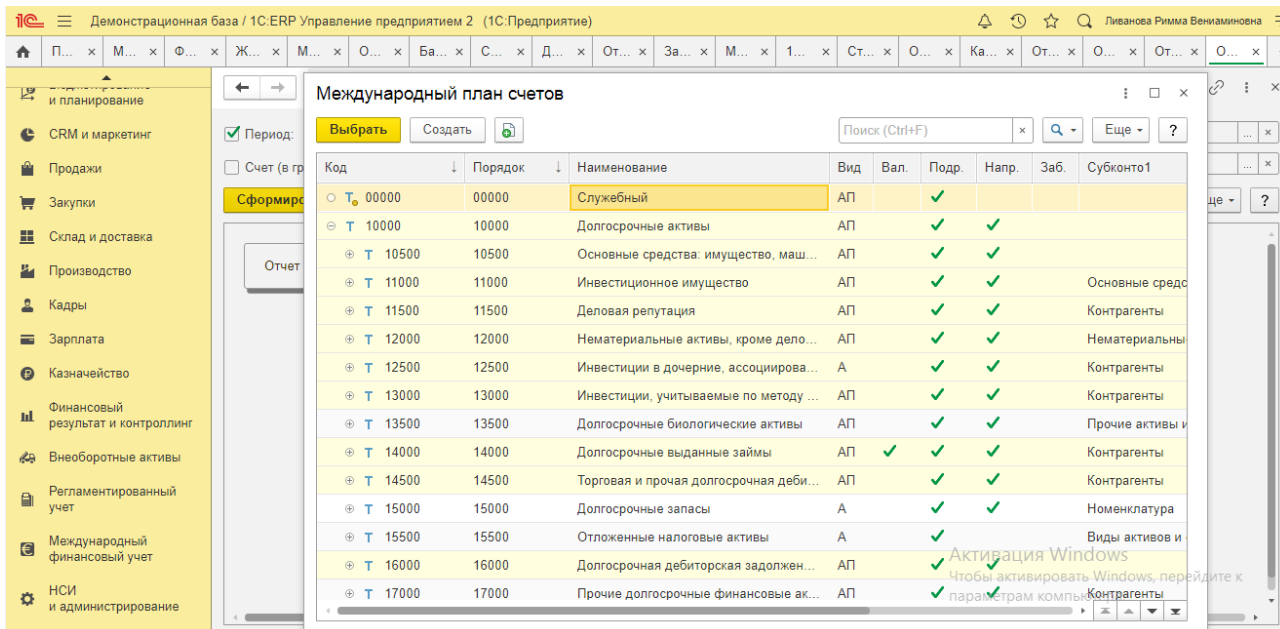 1С Демонстрационная база / 1С:ERP Управление предприятием 2 (1С:Предприятие) Ливанова Римма Вениаминовна
П... × М... × Ф... × Ж... × М... × О... × Ба... × С... × Д... × От... × За... × М... × 1... × Ст... × О... × Ка... × От... × О... × От... × О... ×
и планирование
CRM и маркетинг
Продажи
Закупки
Склад и доставка
Производство
Кадры
Зарплата
Казначейство
Финансовый
результат и контроллинг
Внеоборотные активы
Регламентированный
учет
Международный
финансовый учет
НСИ
и администрирование
Период:
Счет (в гр
Сформиро
Отчет
ще ?
Международный план счетов
Выбрать Создать Поиск (Ctrl+F) × Еще ?
Код Порядок Наименование Вид Вал. Подр. Напр. Заб. Субконто1
Т 00000 00000 Служебный АП
Т 10000 10000 Долгосрочные активы АП
Т 10500 10500 Основные средства: имущество, маш... АП
Т 11000 11000 Инвестиционное имущество АП Основные средс
Т 11500 11500 Деловая репутация АП Контрагенты
Т 12000 12000 Нематериальные активы, кроме дело... АП Нематериальны
Т 12500 12500 Инвестиции в дочерние, ассоциирова... А Контрагенты
Т 13000 13000 Инвестиции, учитываемые по методу ... АП Контрагенты
Т 13500 13500 Долгосрочные биологические активы АП Прочие активы и
Т 14000 14000 Долгосрочные выданные займы АП Контрагенты
Т 14500 14500 Торговая и прочая долгосрочная деби... АП Контрагенты
Т 15000 15000 Долгосрочные запасы А Номенклатура
Т 15500 15500 Отложенные налоговые активы А Виды активов и
Т 16000 16000 Долгосрочная дебиторская задолжен... АП
Т 17000 17000 Прочие долгосрочные финансовые ак... АП Контрагенты
Активация Windows
Чтобы активировать Windows, перейдите к
параметрам компьютера.